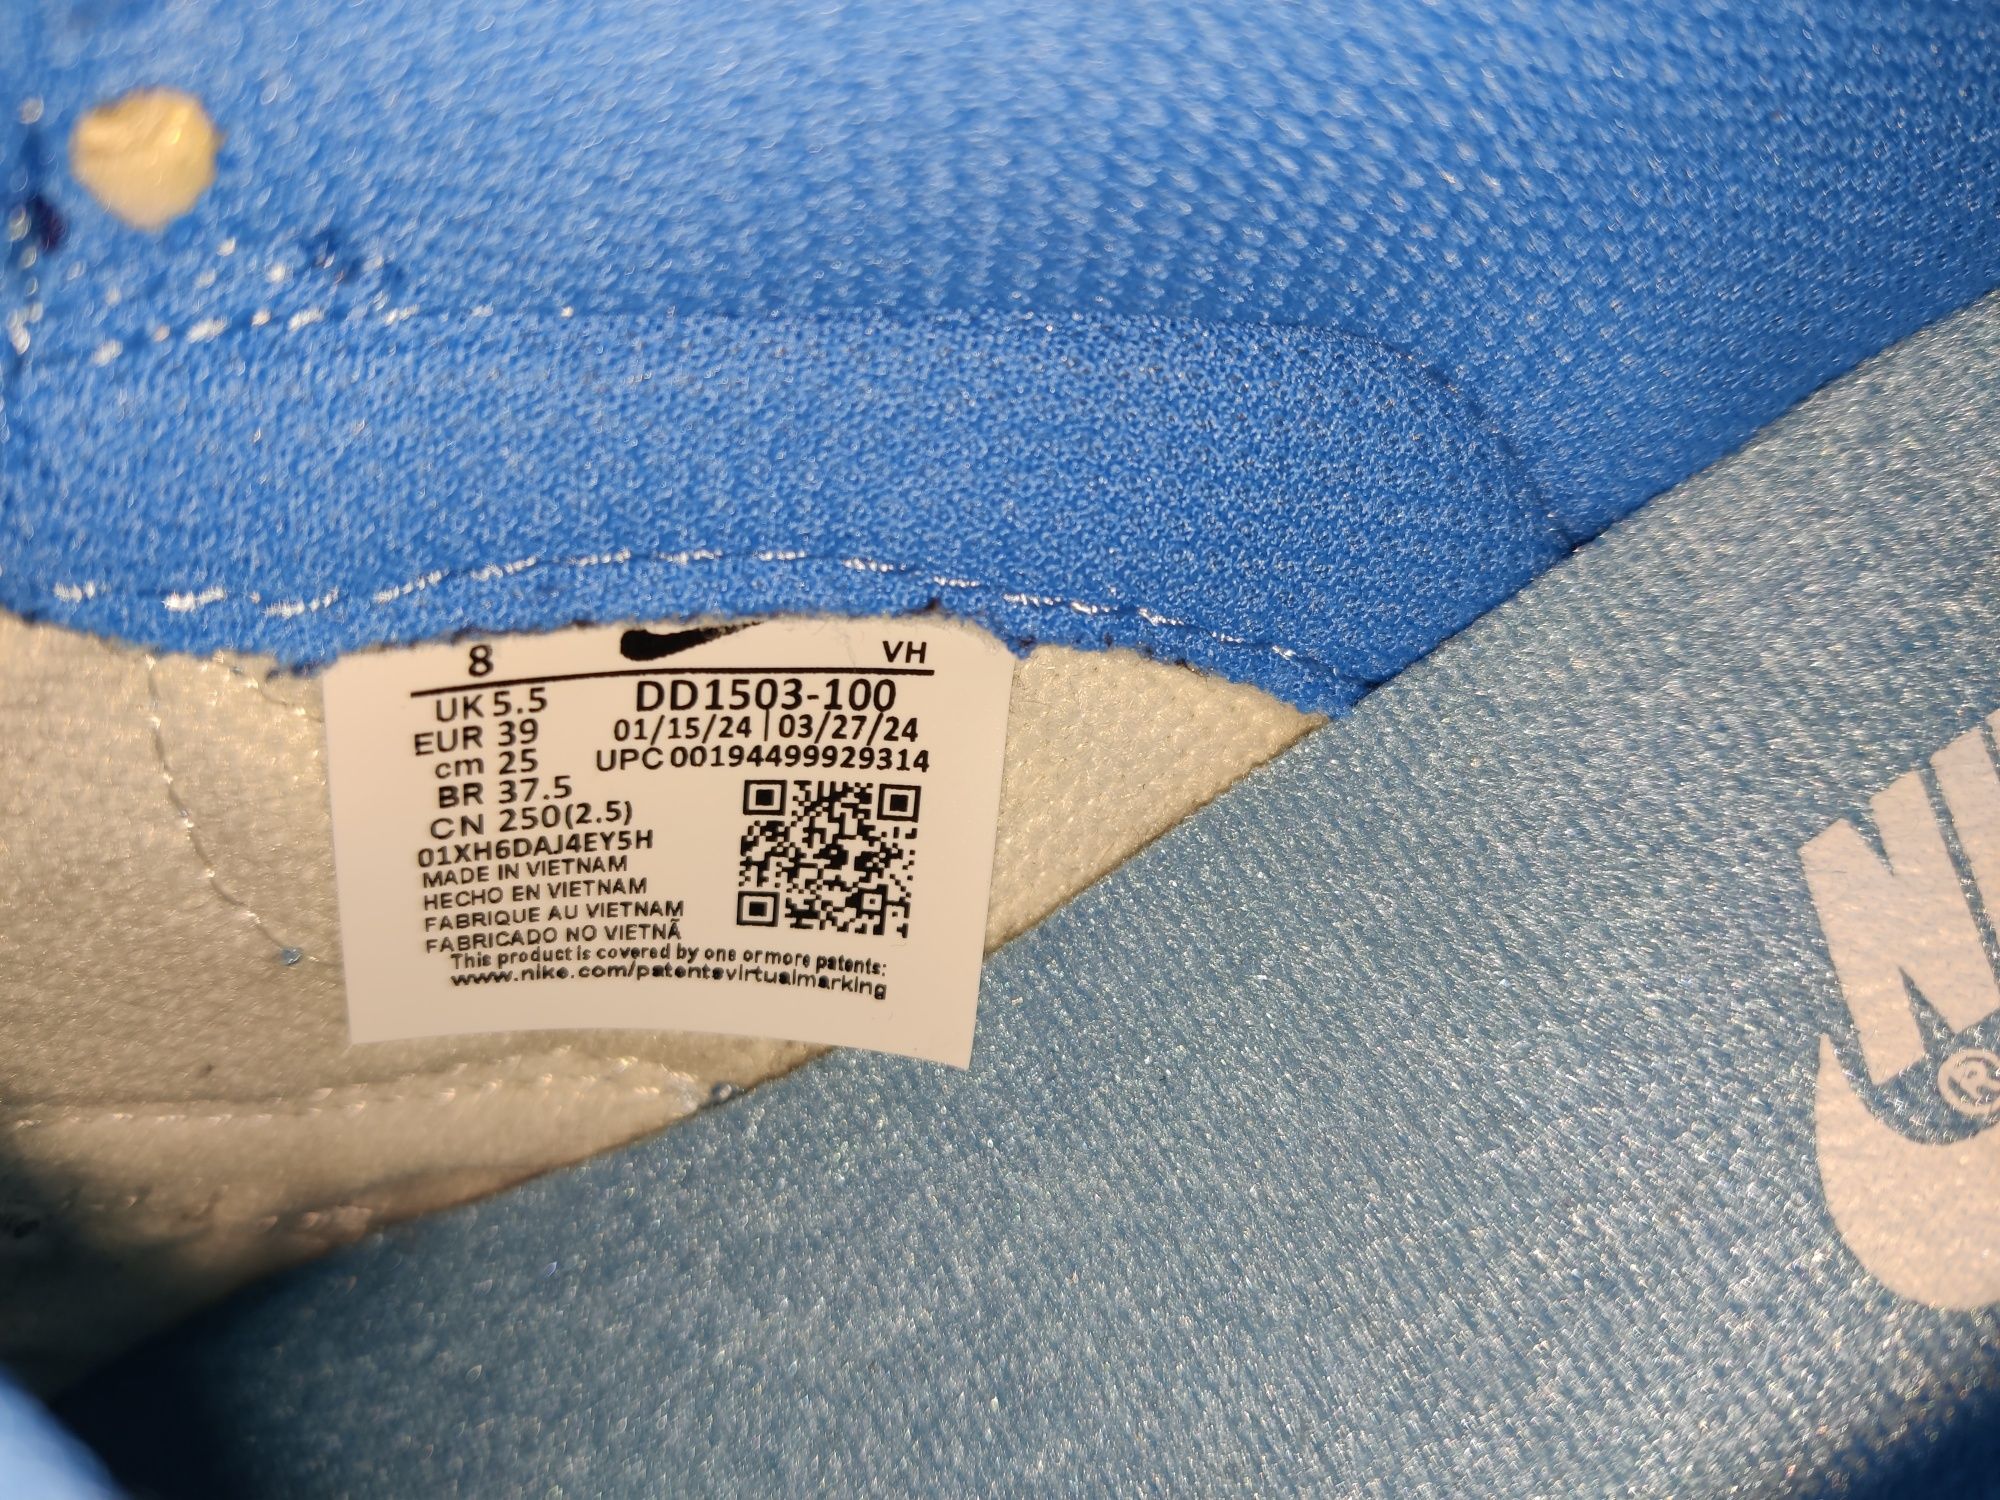 8 VH
UK 5.5 DD1503-100
EUR 39 01/15/24 | 03/27/24
cm 25 UPC 00194499929314
BR 37.5
CN 250(2.5)
01XH6DAJ4EY5H
MADE IN VIETNAM
HECHO EN VIETNAM
FABRIQUE AU VIETNAM
FABRICADO NO VIETNÃ
This product is covered by one or more patents:
www.nike.com/patentsvirtualmarking
NI
®